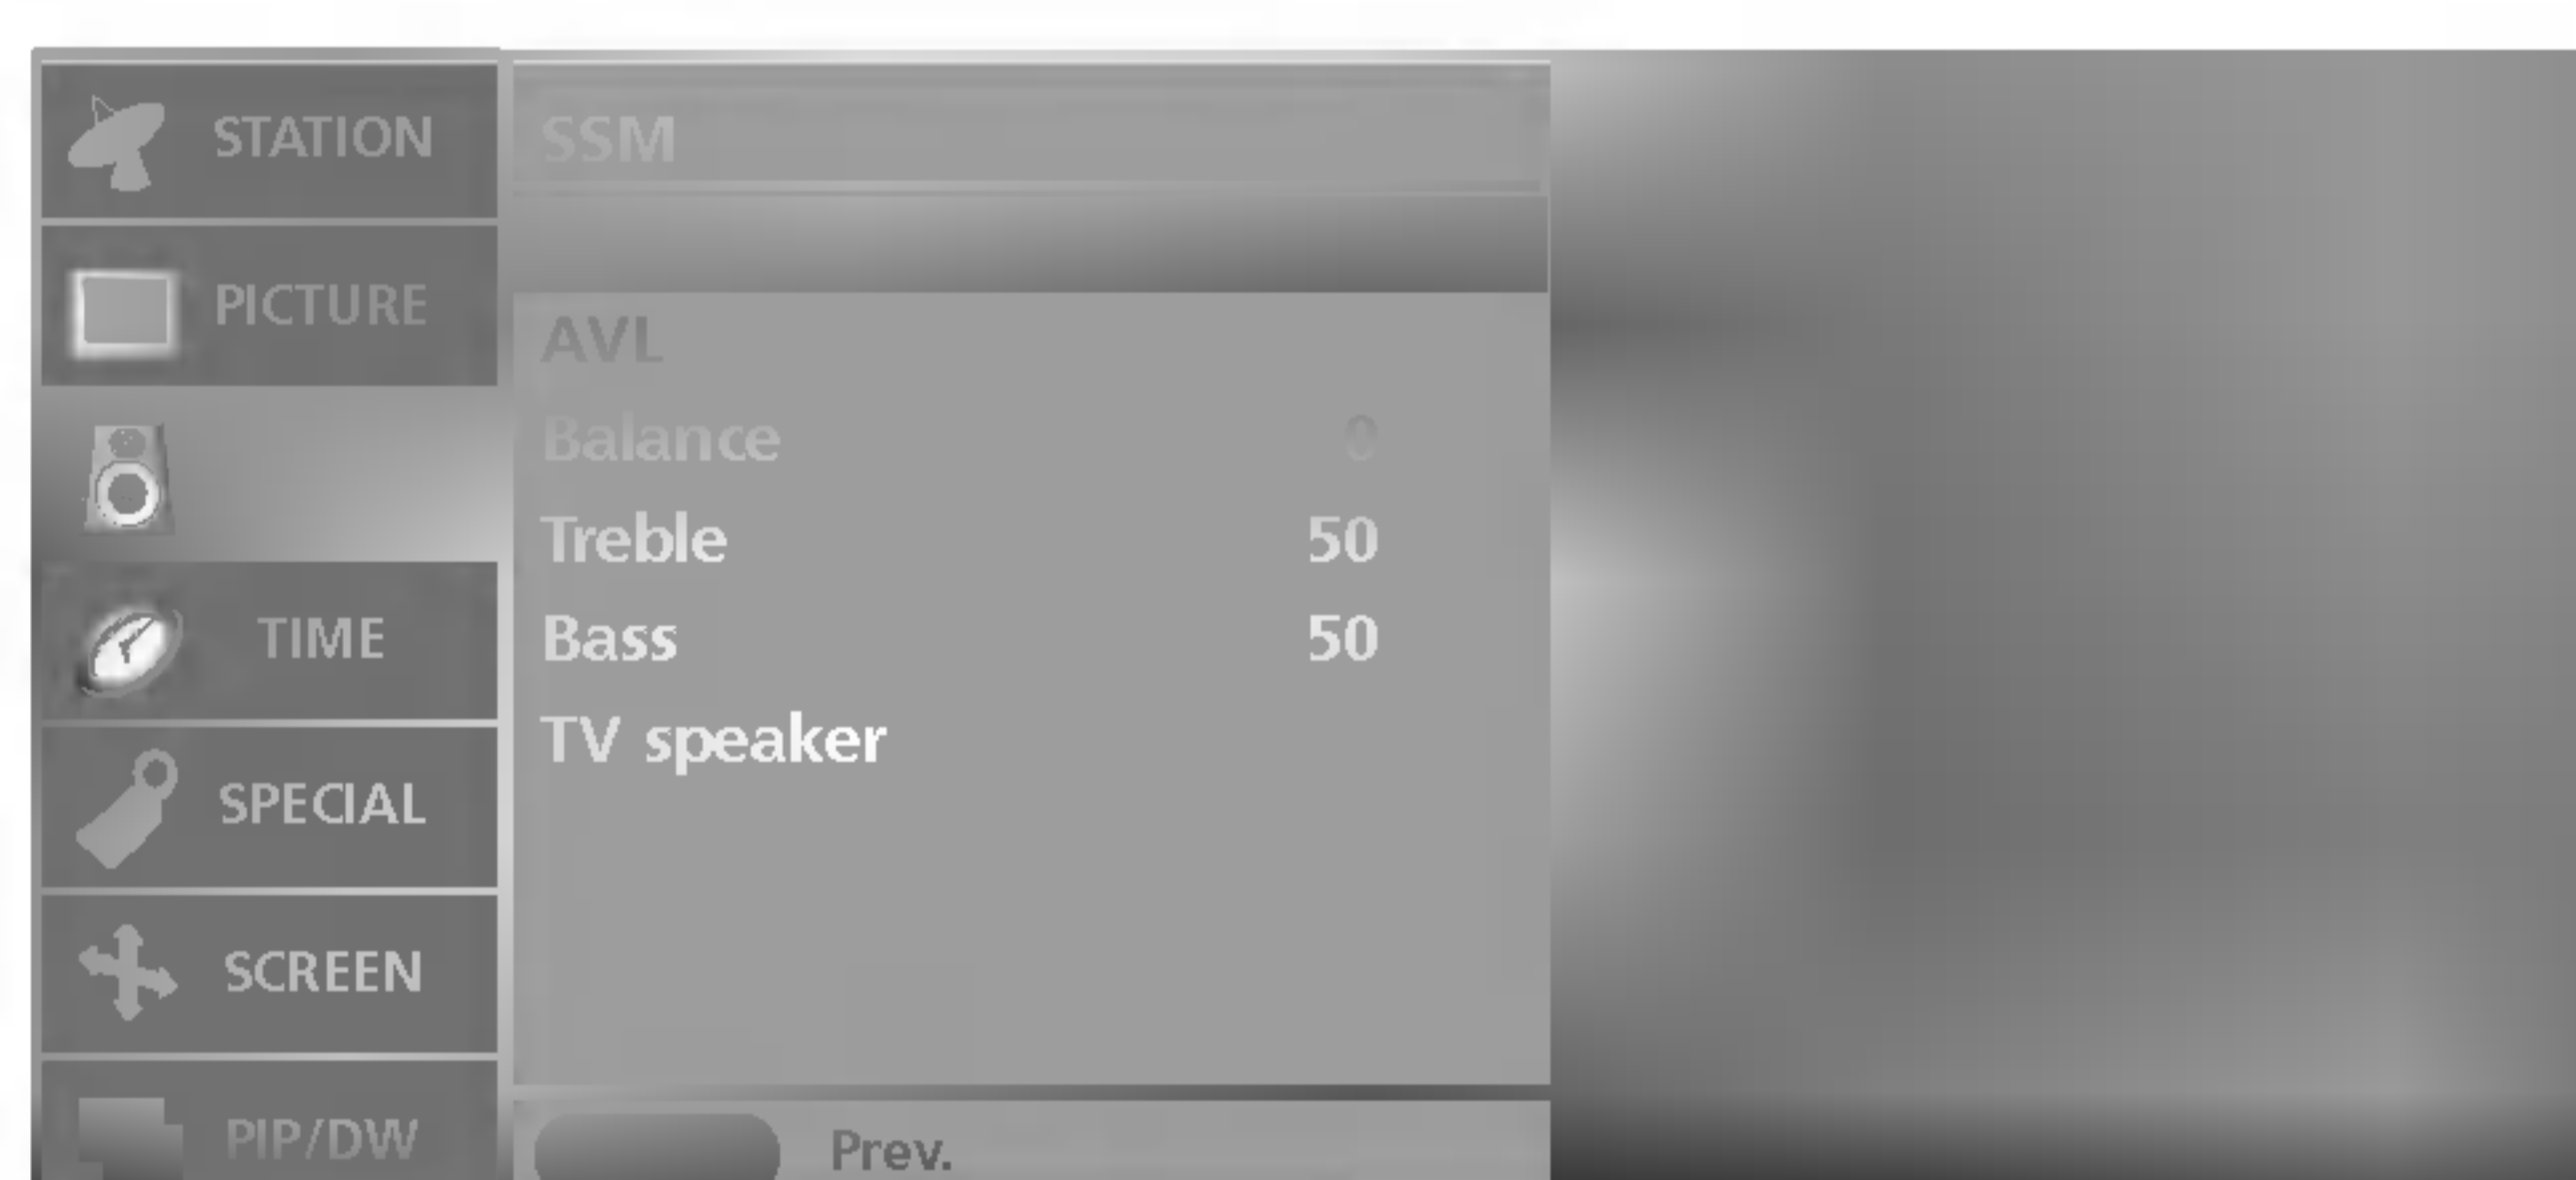 STATION
PICTURE
TIME
SPECIAL
SCREEN
PIP/DW
SSM
AVL
Balance 0
Treble 50
Bass 50
TV speaker
Prev.